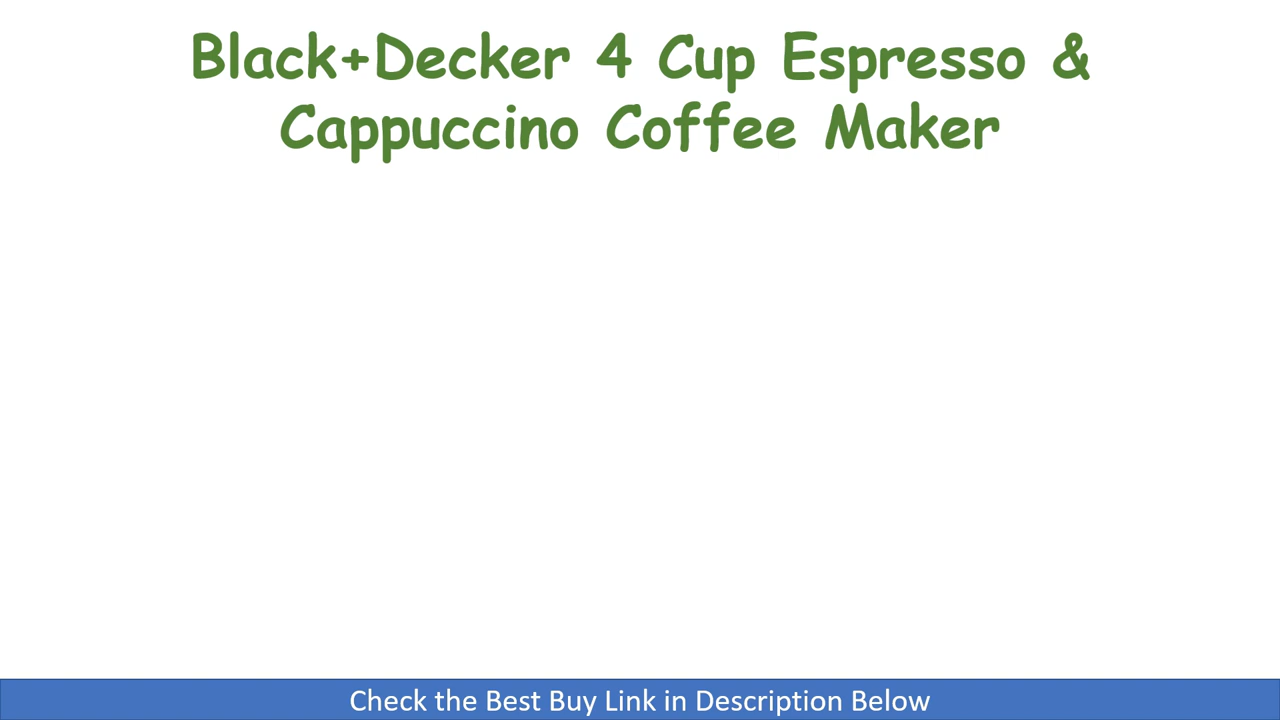 Black+Decker 4 Cup Espresso &
Cappuccino Coffee Maker
Check the Best Buy Link in Description Below